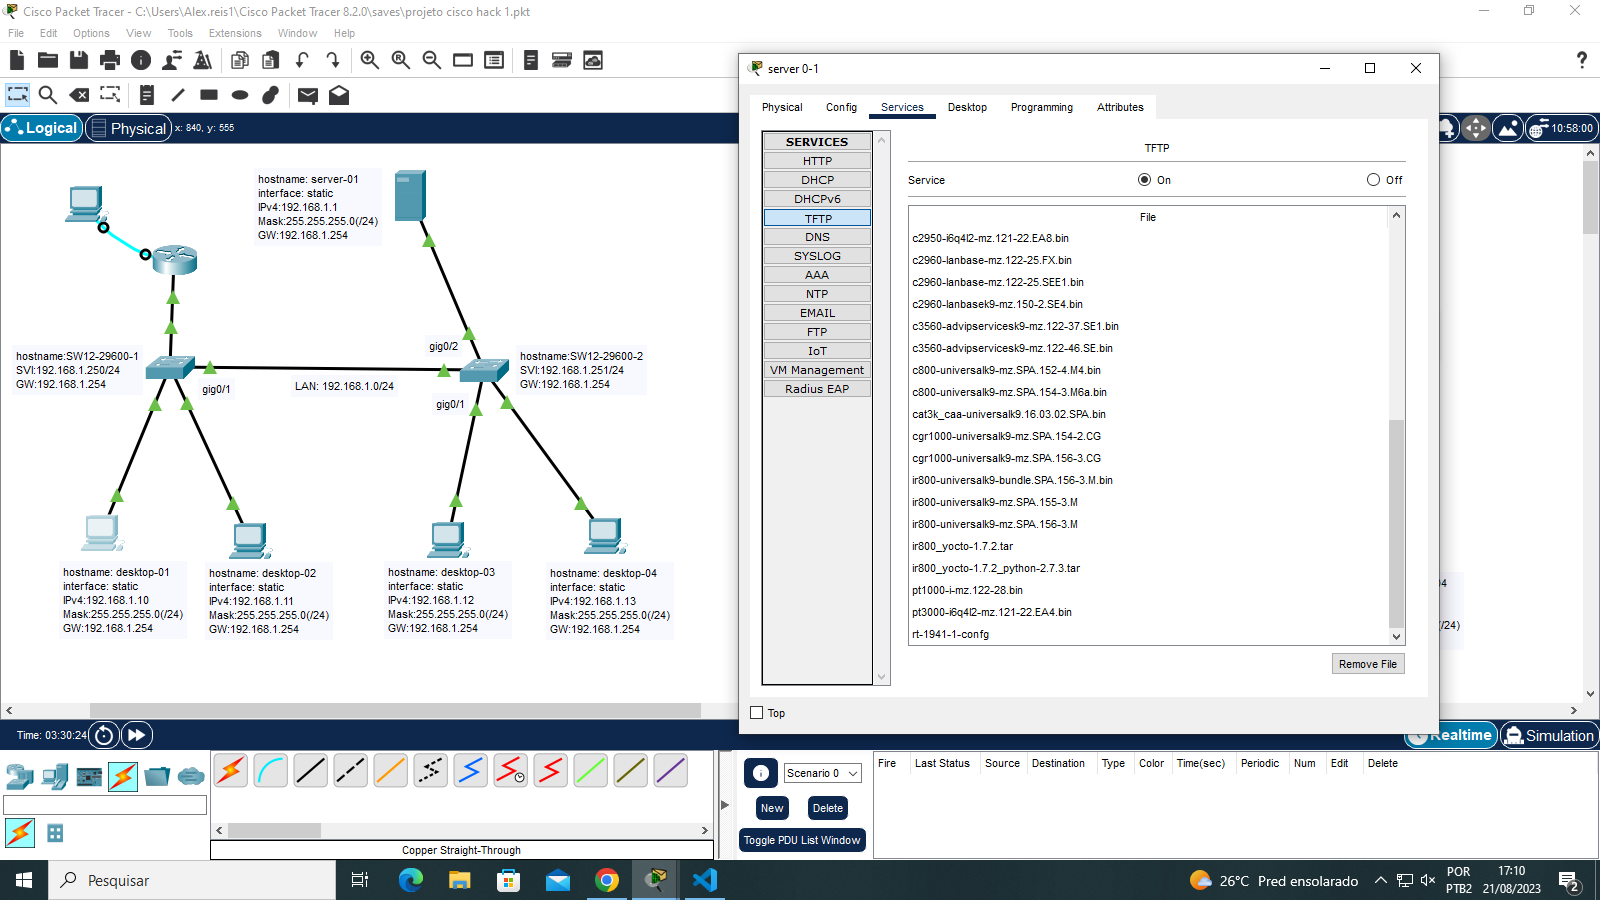 Cisco Packet Tracer - C:\Users\Alex.reis1\Cisco Packet Tracer 8.2.0\saves\projeto cisco hack 1.pkt
File Edit Options View Tools Extensions Window Help
Logical Physical x: 840, y: 555
10:58:00
hostname: server-01
interface: static
IPv4:192.168.1.1
Mask:255.255.255.0(/24)
GW:192.168.1.254
hostname:SW12-29600-1
SVI:192.168.1.250/24
GW:192.168.1.254
gig0/1
LAN: 192.168.1.0/24
gig0/2
gig0/1
hostname:SW12-29600-2
SVI:192.168.1.251/24
GW:192.168.1.254
hostname: desktop-01
interface: static
IPv4:192.168.1.10
Mask:255.255.255.0(/24)
GW:192.168.1.254
hostname: desktop-02
interface: static
IPv4:192.168.1.11
Mask:255.255.255.0(/24)
GW:192.168.1.254
hostname: desktop-03
interface: static
IPv4:192.168.1.12
Mask:255.255.255.0(/24)
GW:192.168.1.254
hostname: desktop-04
interface: static
IPv4:192.168.1.13
Mask:255.255.255.0(/24)
GW:192.168.1.254
server 0-1
Physical Config Services Desktop Programming Attributes
SERVICES
HTTP
DHCP
DHCPv6
TFTP
DNS
SYSLOG
AAA
NTP
EMAIL
FTP
IoT
VM Management
Radius EAP
TFTP
Service On Off
File
c2950-i6q4l2-mz.121-22.EA8.bin
c2960-lanbase-mz.122-25.FX.bin
c2960-lanbase-mz.122-25.SEE1.bin
c2960-lanbasek9-mz.150-2.SE4.bin
c3560-advipservicesk9-mz.122-37.SE1.bin
c3560-advipservicesk9-mz.122-46.SE.bin
c800-universalk9-mz.SPA.152-4.M4.bin
c800-universalk9-mz.SPA.154-3.M6a.bin
cat3k_caa-universalk9.16.03.02.SPA.bin
cgr1000-universalk9-mz.SPA.154-2.CG
cgr1000-universalk9-mz.SPA.156-3.CG
ir800-universalk9-bundle.SPA.156-3.M.bin
ir800-universalk9-mz.SPA.155-3.M
ir800-universalk9-mz.SPA.156-3.M
ir800_yocto-1.7.2.tar
ir800_yocto-1.7.2_python-2.7.3.tar
pt1000-i-mz.122-28.bin
pt3000-i6q4l2-mz.121-22.EA4.bin
rt-1941-1-confg
Remove File
Top
/24)
Time: 03:30:24
Realtime Simulation
Copper Straight-Through
Scenario 0
New Delete
Toggle PDU List Window
Fire Last Status Source Destination Type Color Time(sec) Periodic Num Edit Delete
Pesquisar
26°C Pred ensolarado
POR
PTB2
17:10
21/08/2023
2